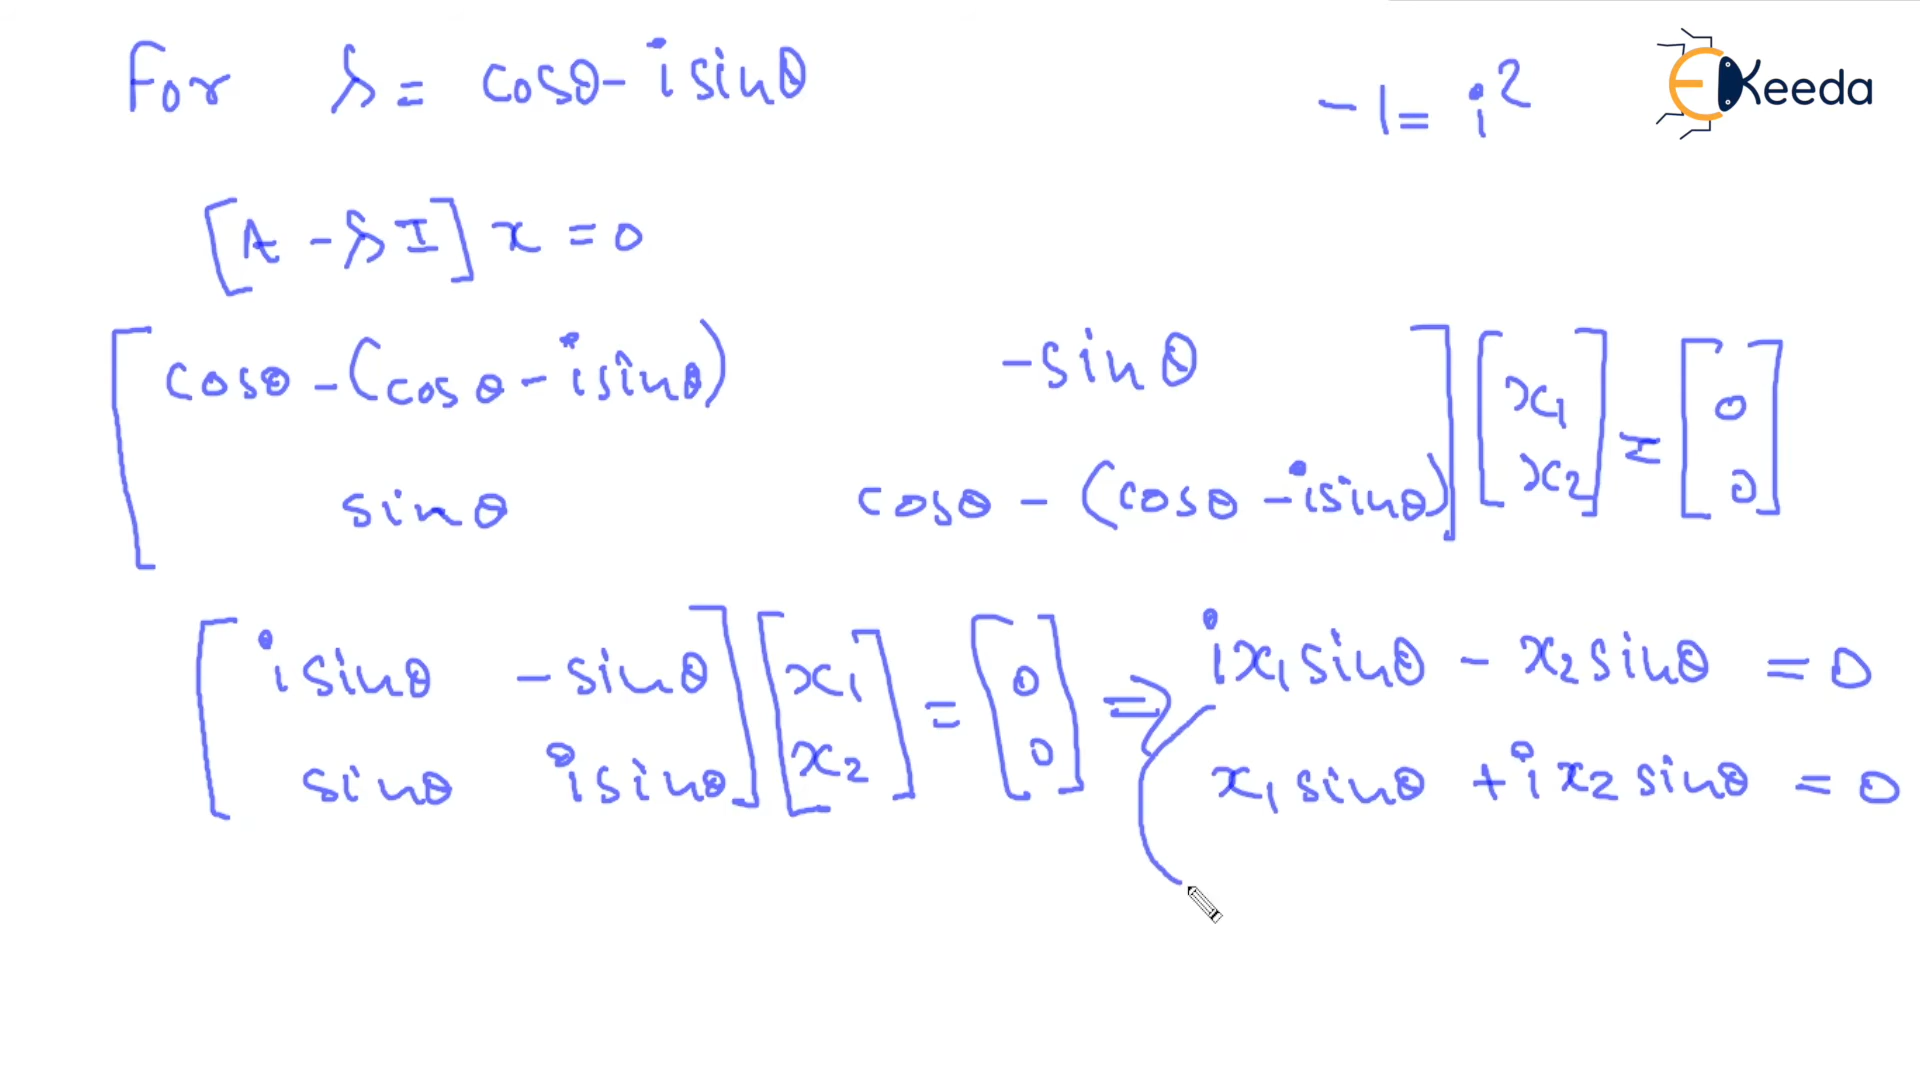 For λ = cosθ - i sinθ
-1 = i²
EKeeda
[A - λI] x = 0
[cosθ - (cosθ - i sinθ) -sinθ
sinθ cosθ - (cosθ - i sinθ)] [x₁ x₂] = [0 0]
[i sinθ -sinθ
sinθ i sinθ] [x₁ x₂] = [0 0] ⇒
i x₁ sinθ - x₂ sinθ = 0
x₁ sinθ + i x₂ sinθ = 0